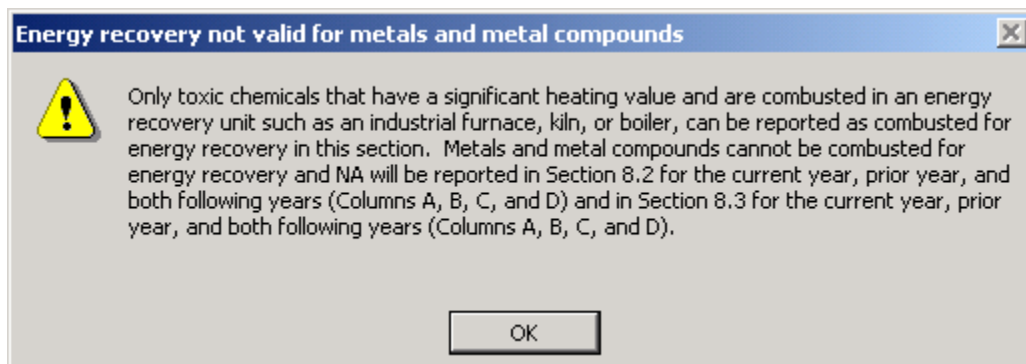 Energy recovery not valid for metals and metal compounds
Only toxic chemicals that have a significant heating value and are combusted in an energy
recovery unit such as an industrial furnace, kiln, or boiler, can be reported as combusted for
energy recovery in this section. Metals and metal compounds cannot be combusted for
energy recovery and NA will be reported in Section 8.2 for the current year, prior year, and
both following years (Columns A, B, C, and D) and in Section 8.3 for the current year, prior
year, and both following years (Columns A, B, C, and D).
OK